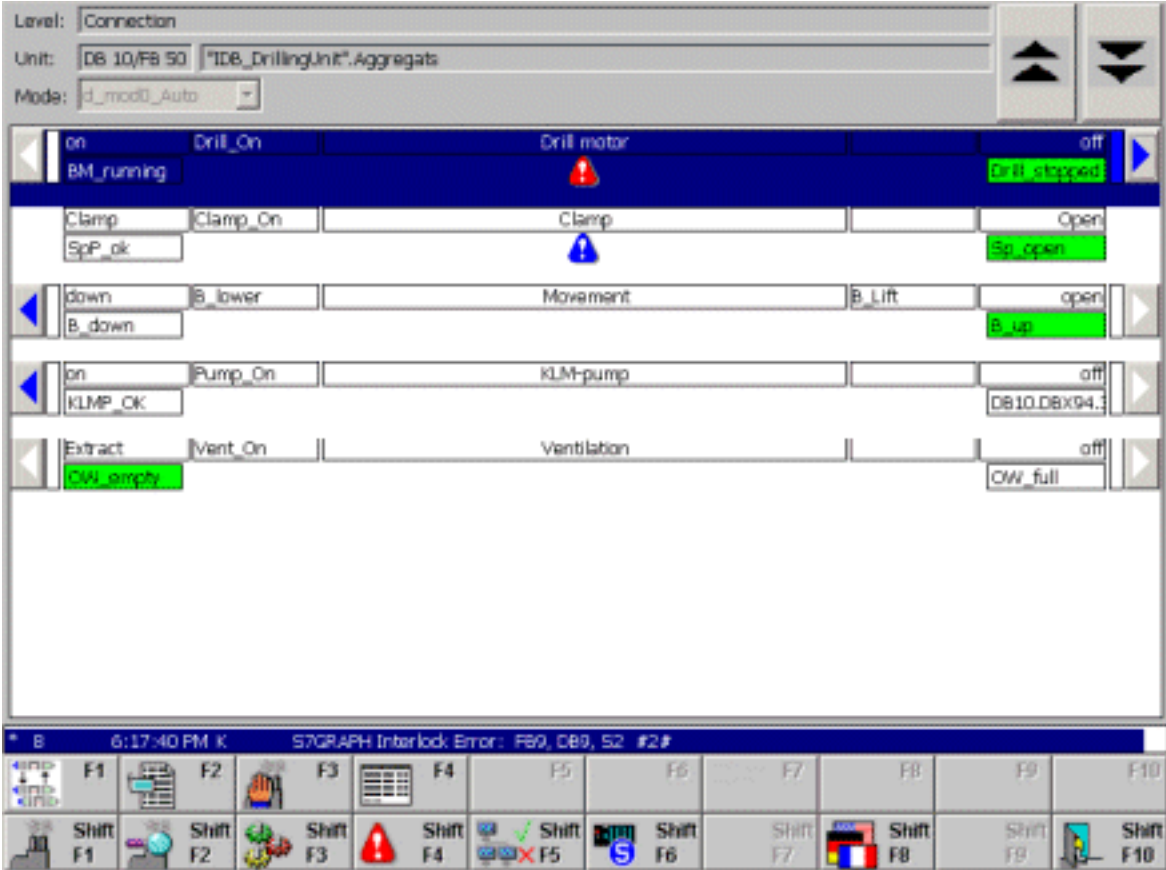 Level: Connection
Unit: DB 10/FB 50 "IDB_DrillingUnit".Aggregats
Mode: d_mod0_Auto
on Drill_On Drill motor off
BM_running Drill_stopped
Clamp Clamp_On Clamp Open
SpP_ok Sp_open
down B_lower Movement B_Lift open
B_down B_up
on Pump_On KLM-pump off
KLMP_OK DB10.DBX94.
Extract Vent_On Ventilation off
OW_empty OW_full
* B 6:17:40 PM K S7GRAPH Interlock Error: FB9, DB9, S2 #2#
F1 F2 F3 F4 F5 F6 F7 F8 F9 F10
Shift Shift Shift Shift Shift Shift Shift Shift Shift Shift
F1 F2 F3 F4 F5 S F6 F7 F8 F9 F10